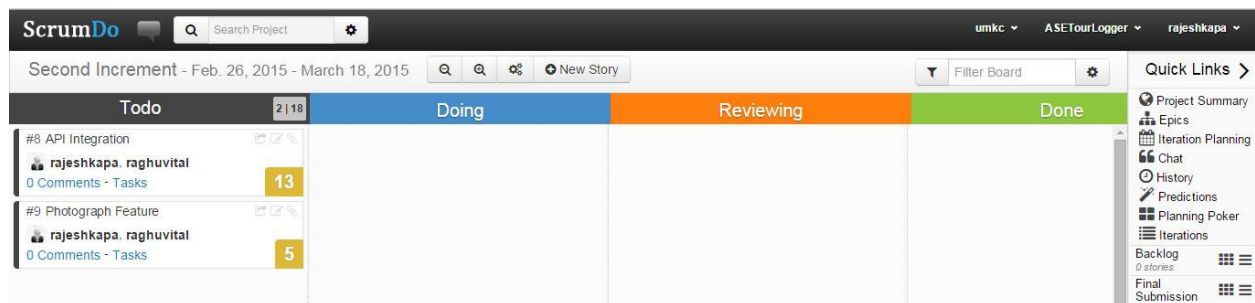 ScrumDo
Search Project
umkc
ASETourLogger
rajeshkapa
Second Increment - Feb. 26, 2015 - March 18, 2015
New Story
Filter Board
Quick Links
Todo
2|18
Doing
Reviewing
Done
#8 API Integration
rajeshkapa, raghuvital
0 Comments - Tasks
13
#9 Photograph Feature
rajeshkapa, raghuvital
0 Comments - Tasks
5
Project Summary
Epics
Iteration Planning
Chat
History
Predictions
Planning Poker
Iterations
Backlog
0 stories
Final
Submission